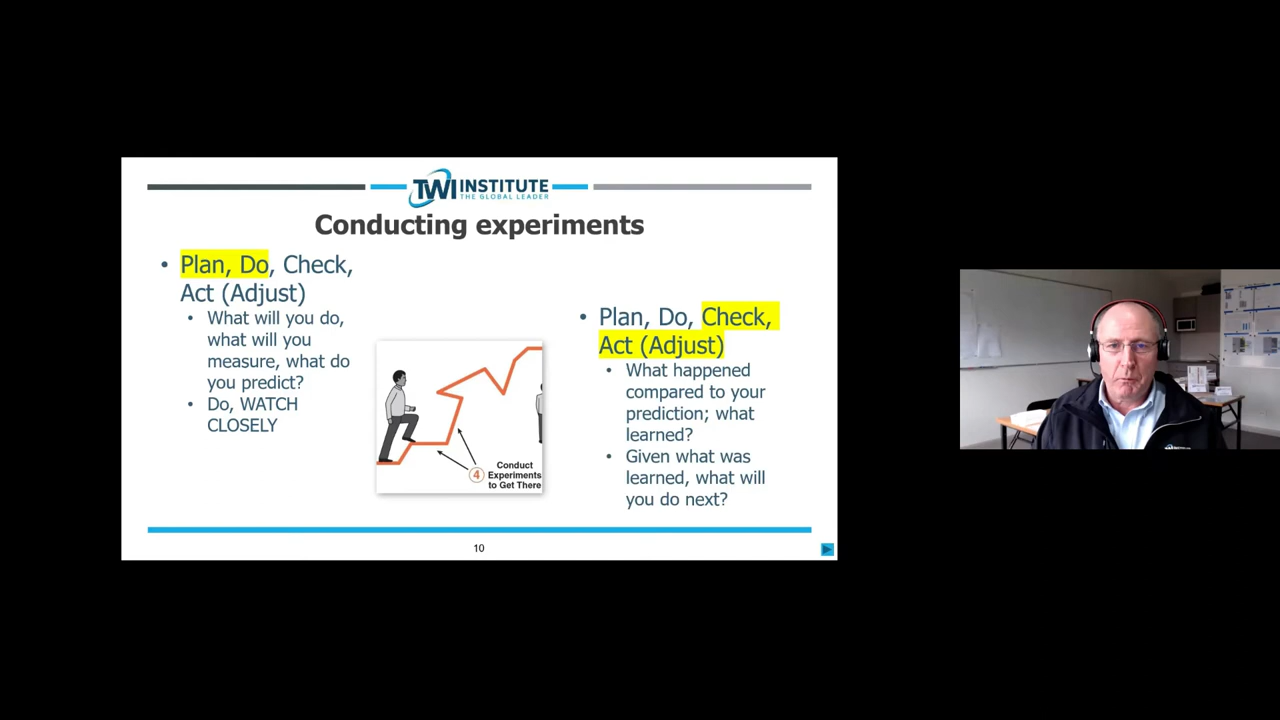 TWI INSTITUTE
THE GLOBAL LEADER
Conducting experiments
• Plan, Do, Check,
Act (Adjust)
• What will you do,
what will you
measure, what do
you predict?
• Do, WATCH
CLOSELY
4
Conduct
Experiments
to Get There
• Plan, Do, Check,
Act (Adjust)
• What happened
compared to your
prediction; what
learned?
• Given what was
learned, what will
you do next?
10